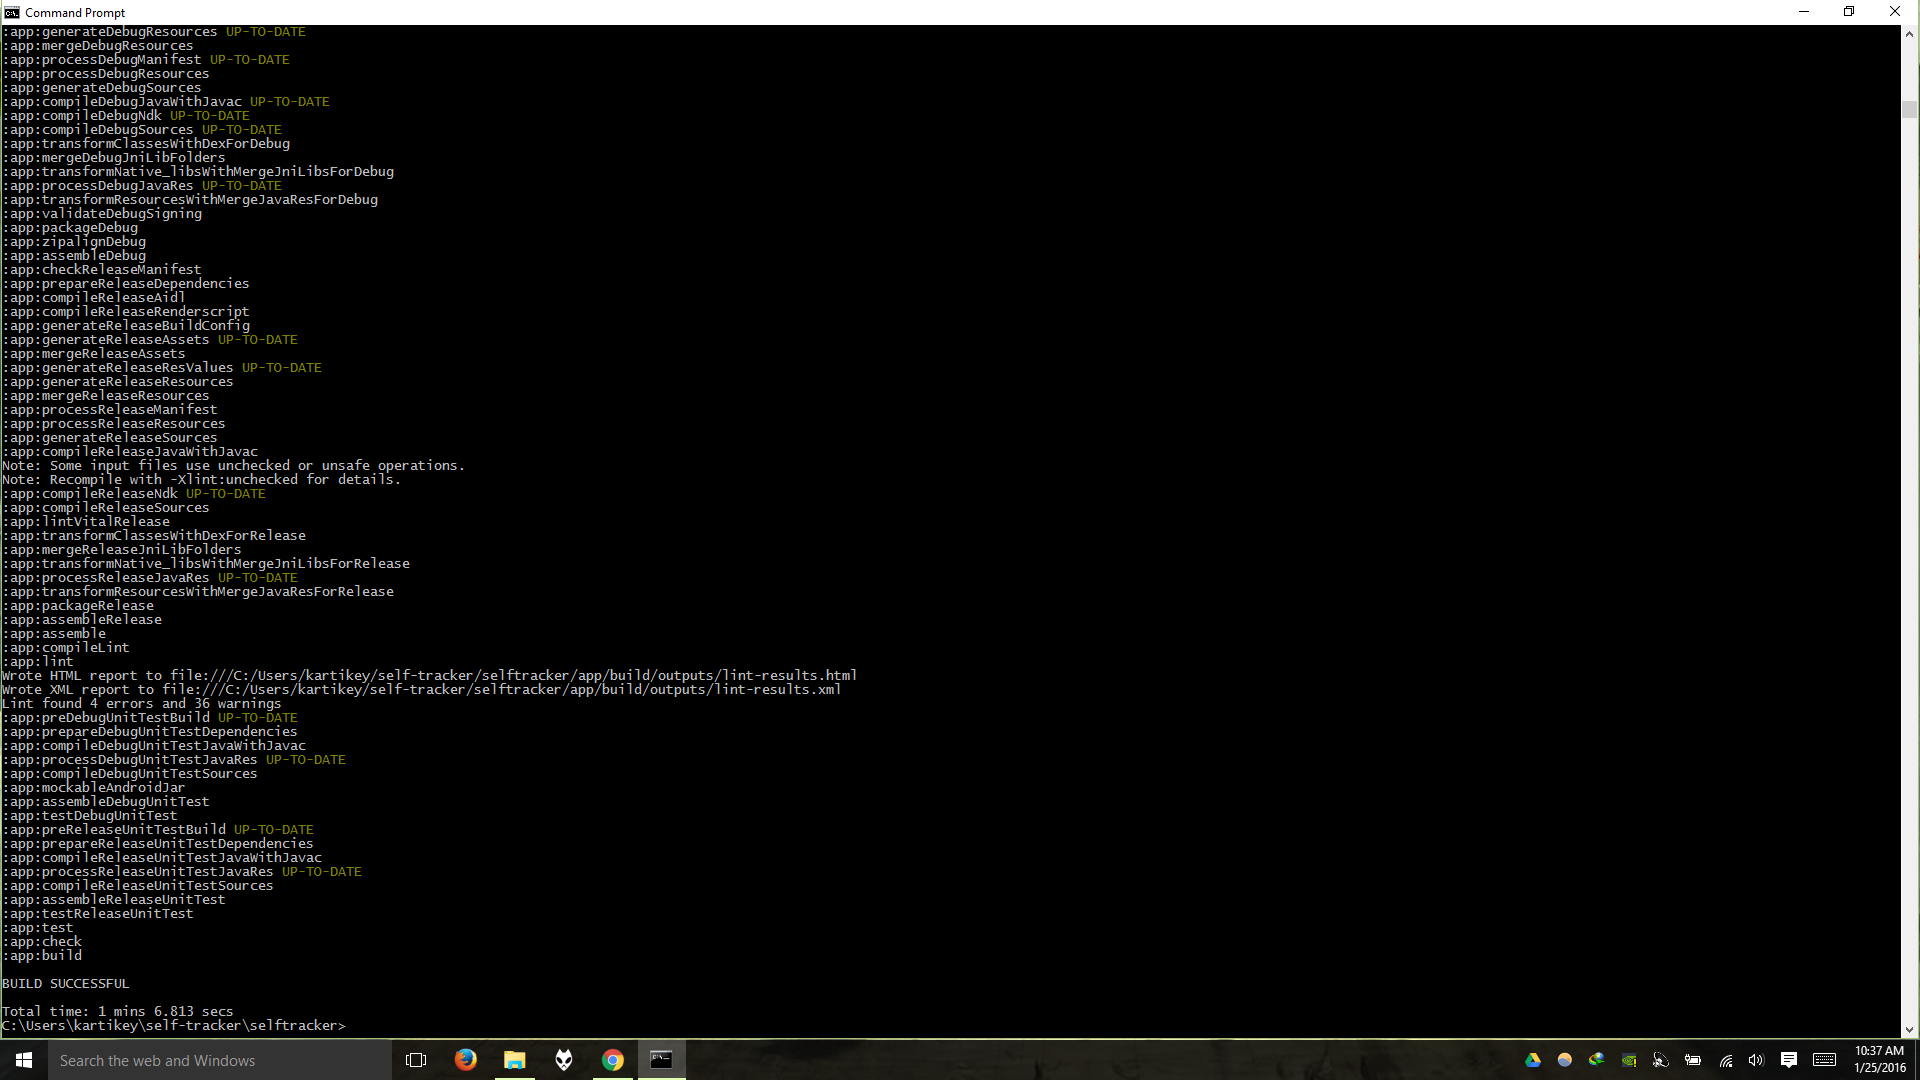 Command Prompt
:app:generateDebugResources UP-TO-DATE
:app:mergeDebugResources
:app:processDebugManifest UP-TO-DATE
:app:processDebugResources
:app:generateDebugSources
:app:compileDebugJavaWithJavac UP-TO-DATE
:app:compileDebugNdk UP-TO-DATE
:app:compileDebugSources UP-TO-DATE
:app:transformClassesWithDexForDebug
:app:mergeDebugJniLibFolders
:app:transformNative_libsWithMergeJniLibsForDebug
:app:processDebugJavaRes UP-TO-DATE
:app:transformResourcesWithMergeJavaResForDebug
:app:validateDebugSigning
:app:packageDebug
:app:zipalignDebug
:app:assembleDebug
:app:checkReleaseManifest
:app:prepareReleaseDependencies
:app:compileReleaseAidl
:app:compileReleaseRenderscript
:app:generateReleaseBuildConfig
:app:generateReleaseAssets UP-TO-DATE
:app:mergeReleaseAssets
:app:generateReleaseResValues UP-TO-DATE
:app:generateReleaseResources
:app:mergeReleaseResources
:app:processReleaseManifest
:app:processReleaseResources
:app:generateReleaseSources
:app:compileReleaseJavaWithJavac
Note: Some input files use unchecked or unsafe operations.
Note: Recompile with -Xlint:unchecked for details.
:app:compileReleaseNdk UP-TO-DATE
:app:compileReleaseSources
:app:lintVitalRelease
:app:transformClassesWithDexForRelease
:app:mergeReleaseJniLibFolders
:app:transformNative_libsWithMergeJniLibsForRelease
:app:processReleaseJavaRes UP-TO-DATE
:app:transformResourcesWithMergeJavaResForRelease
:app:packageRelease
:app:assembleRelease
:app:assemble
:app:compileLint
:app:lint
Wrote HTML report to file:///C:/Users/kartikey/self-tracker/selftracker/app/build/outputs/lint-results.html
Wrote XML report to file:///C:/Users/kartikey/self-tracker/selftracker/app/build/outputs/lint-results.xml
Lint found 4 errors and 36 warnings
:app:preDebugUnitTestBuild UP-TO-DATE
:app:prepareDebugUnitTestDependencies
:app:compileDebugUnitTestJavaWithJavac
:app:processDebugUnitTestJavaRes UP-TO-DATE
:app:compileDebugUnitTestSources
:app:mockableAndroidJar
:app:assembleDebugUnitTest
:app:testDebugUnitTest
:app:preReleaseUnitTestBuild UP-TO-DATE
:app:prepareReleaseUnitTestDependencies
:app:compileReleaseUnitTestJavaWithJavac
:app:processReleaseUnitTestJavaRes UP-TO-DATE
:app:compileReleaseUnitTestSources
:app:assembleReleaseUnitTest
:app:testReleaseUnitTest
:app:test
:app:check
:app:build
BUILD SUCCESSFUL
Total time: 1 mins 6.813 secs
C:\Users\kartikey\self-tracker\selftracker>
Search the web and Windows
10:37 AM
1/25/2016